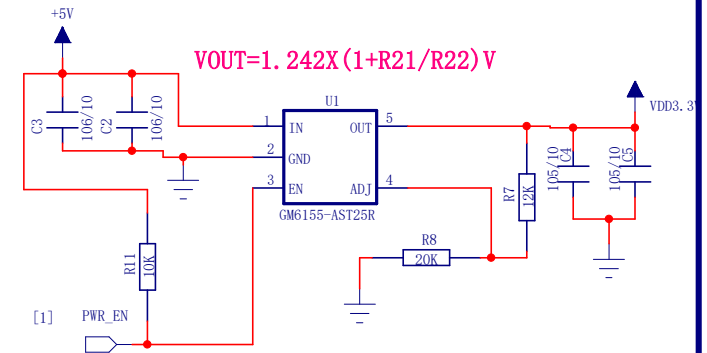 +5V
VOUT=1.242X(1+R21/R22)V
C3
106/10
C2
106/10
U1
1
IN
OUT
5
2
GND
3
EN
ADJ
4
GM6155-AST25R
R7
12K
105/10
C4
105/10
C5
VDD3.3
R8
20K
R11
10K
[1]
PWR_EN